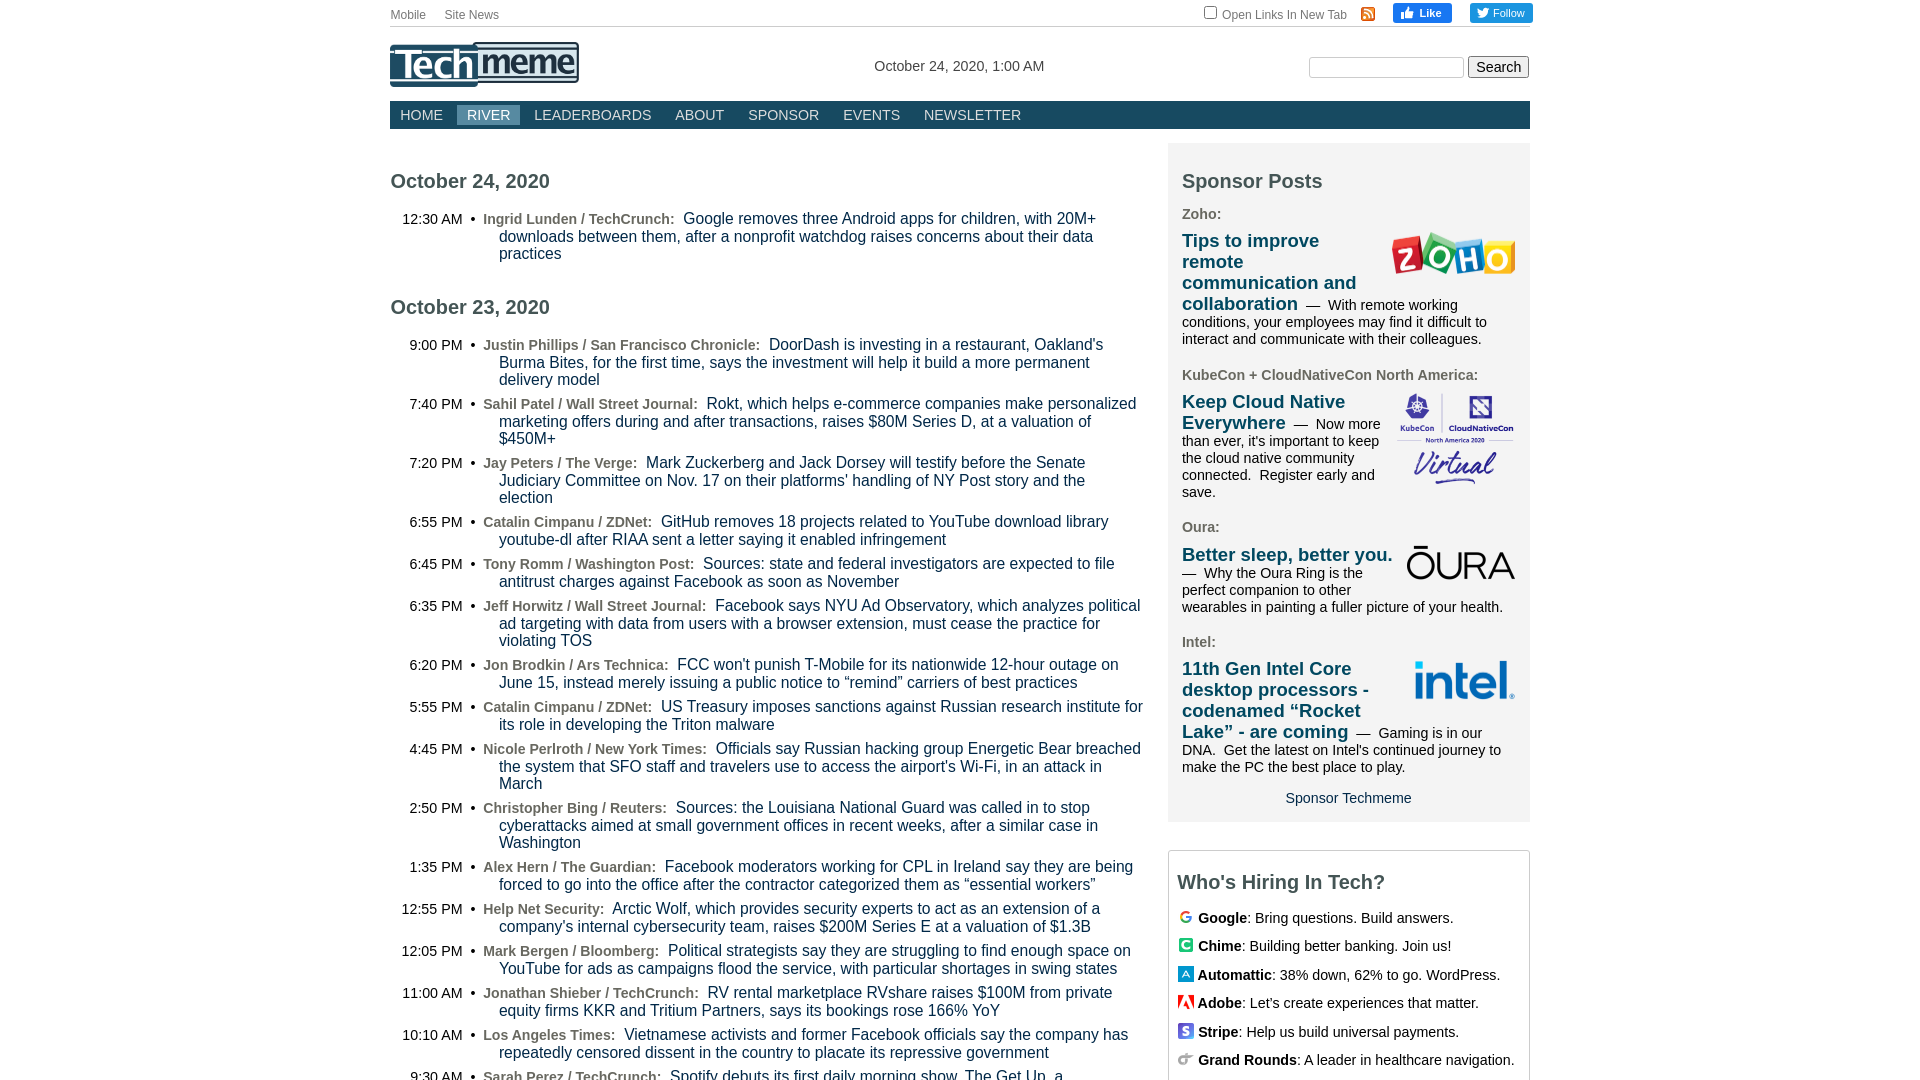 Mobile Site News Open Links In New Tab Like Follow
Techmeme October 24, 2020, 1:00 AM Search
HOME RIVER LEADERBOARDS ABOUT SPONSOR EVENTS NEWSLETTER
October 24, 2020
12:30 AM • Ingrid Lunden / TechCrunch: Google removes three Android apps for children, with 20M+
downloads between them, after a nonprofit watchdog raises concerns about their data
practices
October 23, 2020
9:00 PM • Justin Phillips / San Francisco Chronicle: DoorDash is investing in a restaurant, Oakland's
Burma Bites, for the first time, says the investment will help it build a more permanent
delivery model
7:40 PM • Sahil Patel / Wall Street Journal: Rokt, which helps e-commerce companies make personalized
marketing offers during and after transactions, raises $80M Series D, at a valuation of
$450M+
7:20 PM • Jay Peters / The Verge: Mark Zuckerberg and Jack Dorsey will testify before the Senate
Judiciary Committee on Nov. 17 on their platforms' handling of NY Post story and the
election
6:55 PM • Catalin Cimpanu / ZDNet: GitHub removes 18 projects related to YouTube download library
youtube-dl after RIAA sent a letter saying it enabled infringement
6:45 PM • Tony Romm / Washington Post: Sources: state and federal investigators are expected to file
antitrust charges against Facebook as soon as November
6:35 PM • Jeff Horwitz / Wall Street Journal: Facebook says NYU Ad Observatory, which analyzes political
ad targeting with data from users with a browser extension, must cease the practice for
violating TOS
6:20 PM • Jon Brodkin / Ars Technica: FCC won't punish T-Mobile for its nationwide 12-hour outage on
June 15, instead merely issuing a public notice to “remind” carriers of best practices
5:55 PM • Catalin Cimpanu / ZDNet: US Treasury imposes sanctions against Russian research institute for
its role in developing the Triton malware
4:45 PM • Nicole Perlroth / New York Times: Officials say Russian hacking group Energetic Bear breached
the system that SFO staff and travelers use to access the airport's Wi-Fi, in an attack in
March
2:50 PM • Christopher Bing / Reuters: Sources: the Louisiana National Guard was called in to stop
cyberattacks aimed at small government offices in recent weeks, after a similar case in
Washington
1:35 PM • Alex Hern / The Guardian: Facebook moderators working for CPL in Ireland say they are being
forced to go into the office after the contractor categorized them as “essential workers”
12:55 PM • Help Net Security: Arctic Wolf, which provides security experts to act as an extension of a
company's internal cybersecurity team, raises $200M Series E at a valuation of $1.3B
12:05 PM • Mark Bergen / Bloomberg: Political strategists say they are struggling to find enough space on
YouTube for ads as campaigns flood the service, with particular shortages in swing states
11:00 AM • Jonathan Shieber / TechCrunch: RV rental marketplace RVshare raises $100M from private
equity firms KKR and Tritium Partners, says its bookings rose 166% YoY
10:10 AM • Los Angeles Times: Vietnamese activists and former Facebook officials say the company has
repeatedly censored dissent in the country to placate its repressive government
9:30 AM • Sarah Perez / TechCrunch: Spotify debuts its first daily morning show, The Get Up, a
Sponsor Posts
Zoho:
ZOHO
Tips to improve
remote
communication and
collaboration — With remote working
conditions, your employees may find it difficult to
interact and communicate with their colleagues.
KubeCon + CloudNativeCon North America:
KubeCon CloudNativeCon
North America 2020
Virtual
Keep Cloud Native
Everywhere — Now more
than ever, it's important to keep
the cloud native community
connected. Register early and
save.
Oura:
ŌURA
Better sleep, better you.
— Why the Oura Ring is the
perfect companion to other
wearables in painting a fuller picture of your health.
Intel:
intel®
11th Gen Intel Core
desktop processors -
codenamed “Rocket
Lake” - are coming — Gaming is in our
DNA. Get the latest on Intel's continued journey to
make the PC the best place to play.
Sponsor Techmeme
Who's Hiring In Tech?
Google: Bring questions. Build answers.
Chime: Building better banking. Join us!
Automattic: 38% down, 62% to go. WordPress.
Adobe: Let’s create experiences that matter.
Stripe: Help us build universal payments.
Grand Rounds: A leader in healthcare navigation.